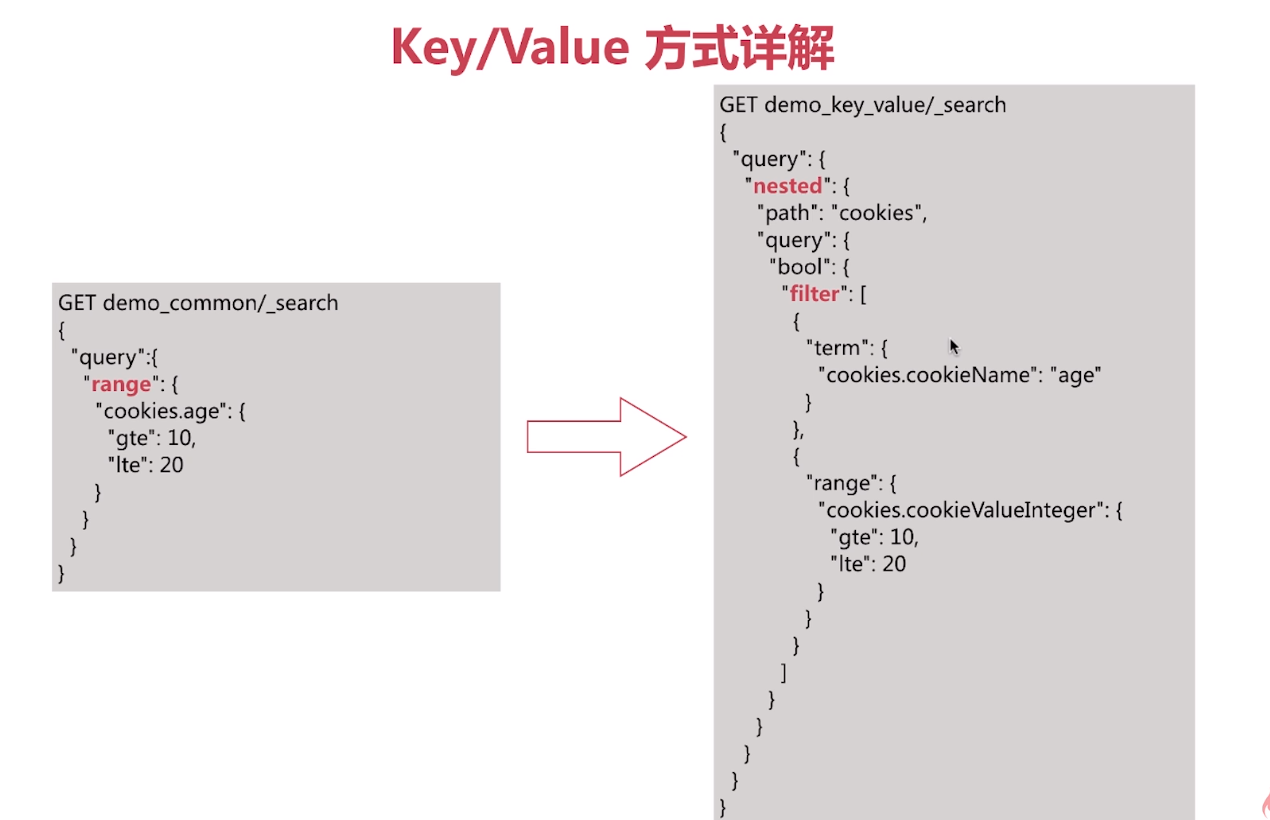 Key/Value 方式详解
GET demo_common/_search
{
"query":{
"range": {
"cookies.age": {
"gte": 10,
"lte": 20
}
}
}
}
GET demo_key_value/_search
{
"query": {
"nested": {
"path": "cookies",
"query": {
"bool": {
"filter": [
{
"term": {
"cookies.cookieName": "age"
}
},
{
"range": {
"cookies.cookieValueInteger": {
"gte": 10,
"lte": 20
}
}
}
]
}
}
}
}
}